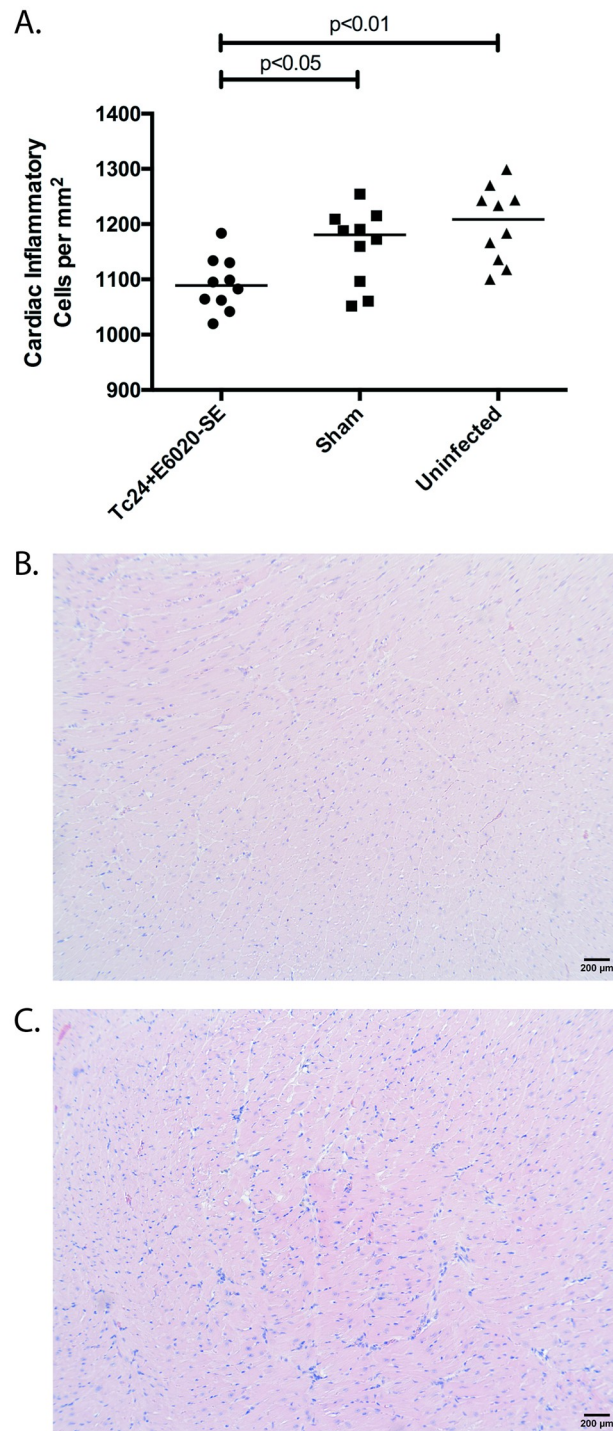 A.
p<0.01
p<0.05
Cardiac Inflammatory
Cells per mm²
1400
1300
1200
1100
1000
900
Tc24+E6020-SE
Sham
Uninfected
B.
200 µm
C.
200 µm